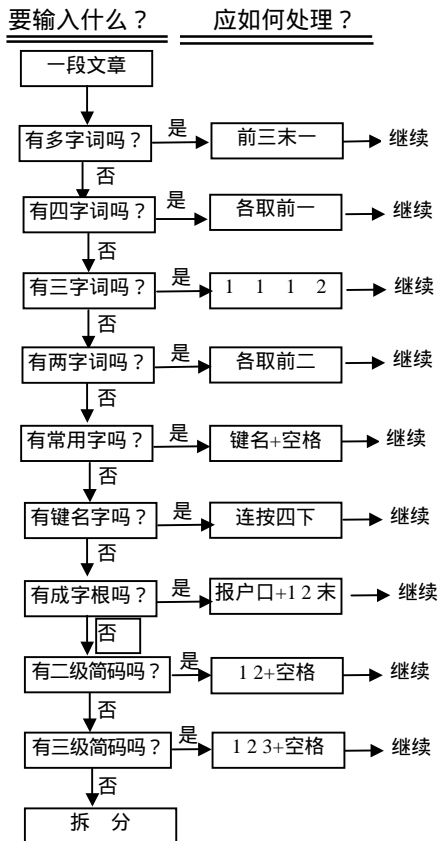 要输入什么？ 应如何处理？
一段文章
有多字词吗？ 是 前三末一 继续
否
有四字词吗？ 是 各取前一 继续
否
有三字词吗？ 是 1 1 1 2 继续
否
有两字词吗？ 是 各取前二 继续
否
有常用字吗？ 是 键名+空格 继续
否
有键名字吗？ 是 连按四下 继续
否
有成字根吗？ 是 报户口+1 2 末 继续
否
有二级简码吗？ 是 1 2+空格 继续
否
有三级简码吗？ 是 1 2 3+空格 继续
否
拆 分